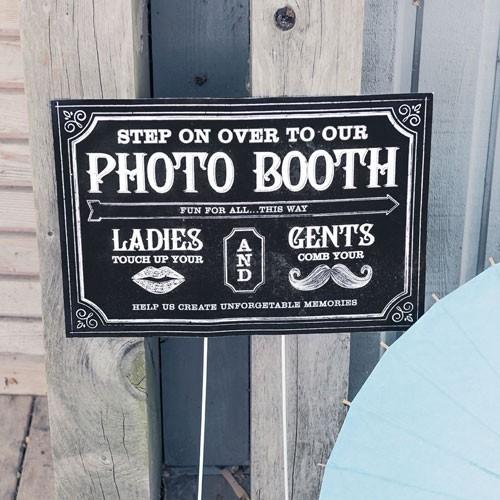 STEP ON OVER TO OUR
PHOTO BOOTH
FUN FOR ALL...THIS WAY
LADIES
TOUCH UP YOUR
AND
GENTS
COMB YOUR
HELP US CREATE UNFORGETABLE MEMORIES